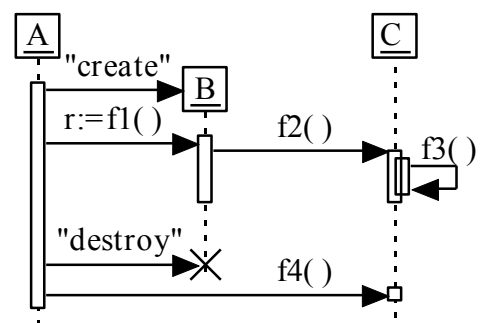 A
C
"create"
B
r:=f1( )
f2( )
f3( )
"destroy"
f4( )